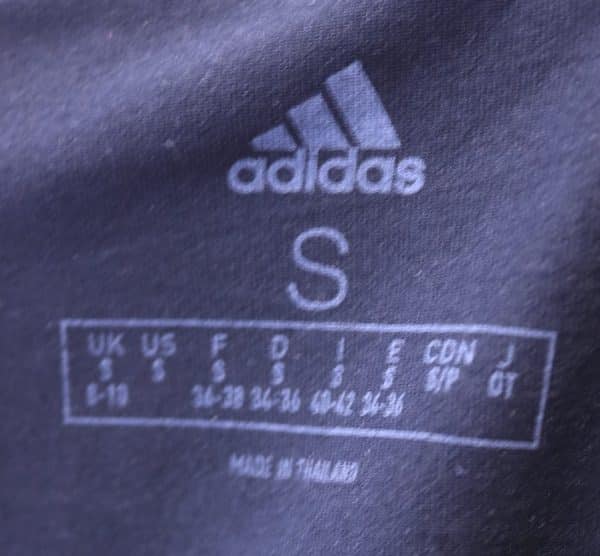 adidas
S
UK US F D I E CDN J
S S S S S S S/P OT
8-10 36-38 34-36 40-42 34-36
MADE IN THAILAND